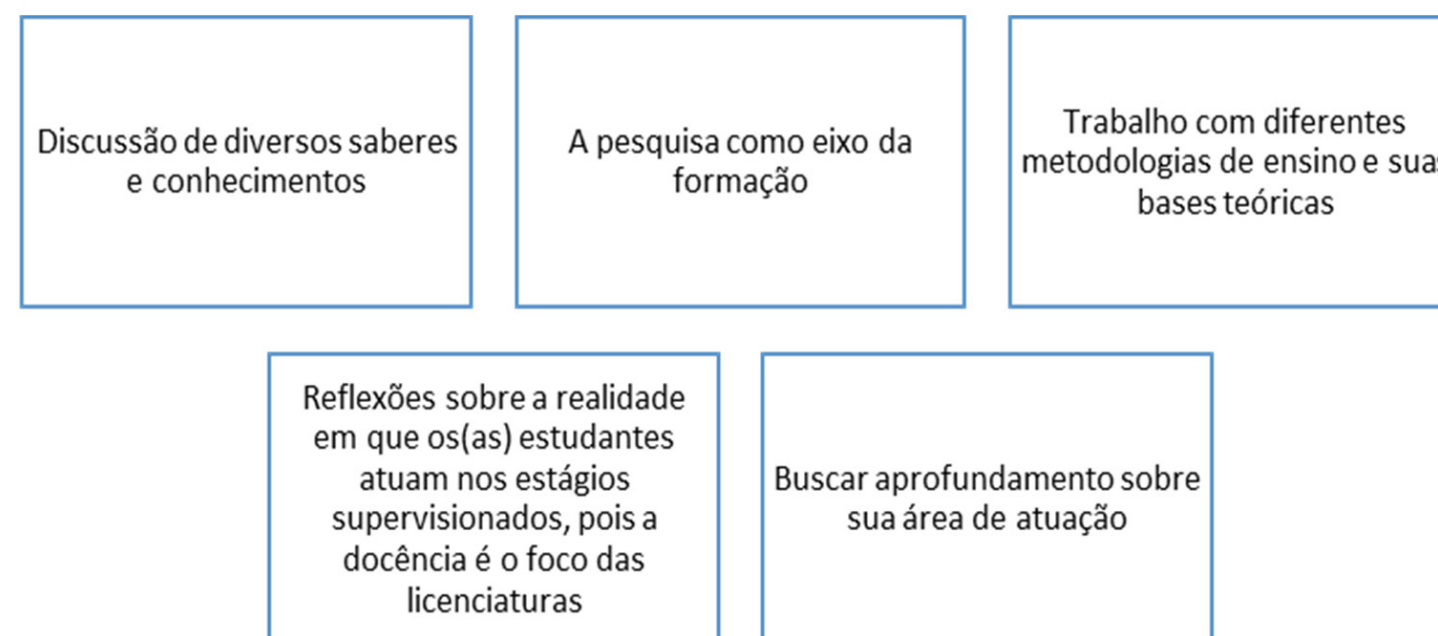 Discussão de diversos saberes
e conhecimentos
A pesquisa como eixo da
formação
Trabalho com diferentes
metodologias de ensino e suas
bases teóricas
Reflexões sobre a realidade
em que os(as) estudantes
atuam nos estágios
supervisionados, pois a
docência é o foco das
licenciaturas
Buscar aprofundamento sobre
sua área de atuação